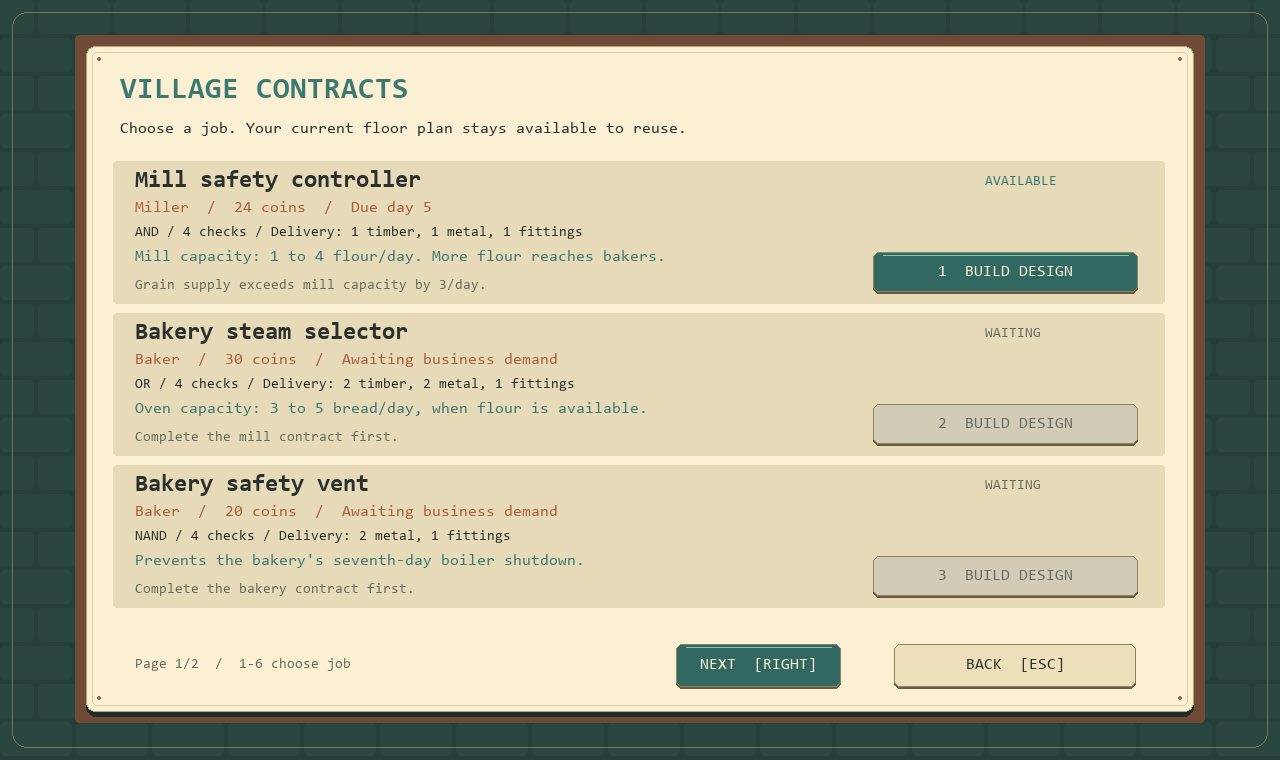 VILLAGE CONTRACTS
Choose a job. Your current floor plan stays available to reuse.
Mill safety controller
AVAILABLE
Miller  /  24 coins  /  Due day 5
AND / 4 checks / Delivery: 1 timber, 1 metal, 1 fittings
Mill capacity: 1 to 4 flour/day. More flour reaches bakers.
1  BUILD DESIGN
Grain supply exceeds mill capacity by 3/day.
Bakery steam selector
WAITING
Baker  /  30 coins  /  Awaiting business demand
OR / 4 checks / Delivery: 2 timber, 2 metal, 1 fittings
Oven capacity: 3 to 5 bread/day, when flour is available.
2  BUILD DESIGN
Complete the mill contract first.
Bakery safety vent
WAITING
Baker  /  20 coins  /  Awaiting business demand
NAND / 4 checks / Delivery: 2 metal, 1 fittings
Prevents the bakery's seventh-day boiler shutdown.
3  BUILD DESIGN
Complete the bakery contract first.
Page 1/2  /  1-6 choose job
NEXT  [RIGHT]
BACK  [ESC]